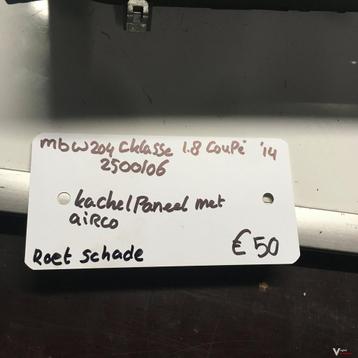 mbw204 Cklasse 1.8 Coupé '14
2500106
kachelPaneel met
aiRco
Roet schade
€50